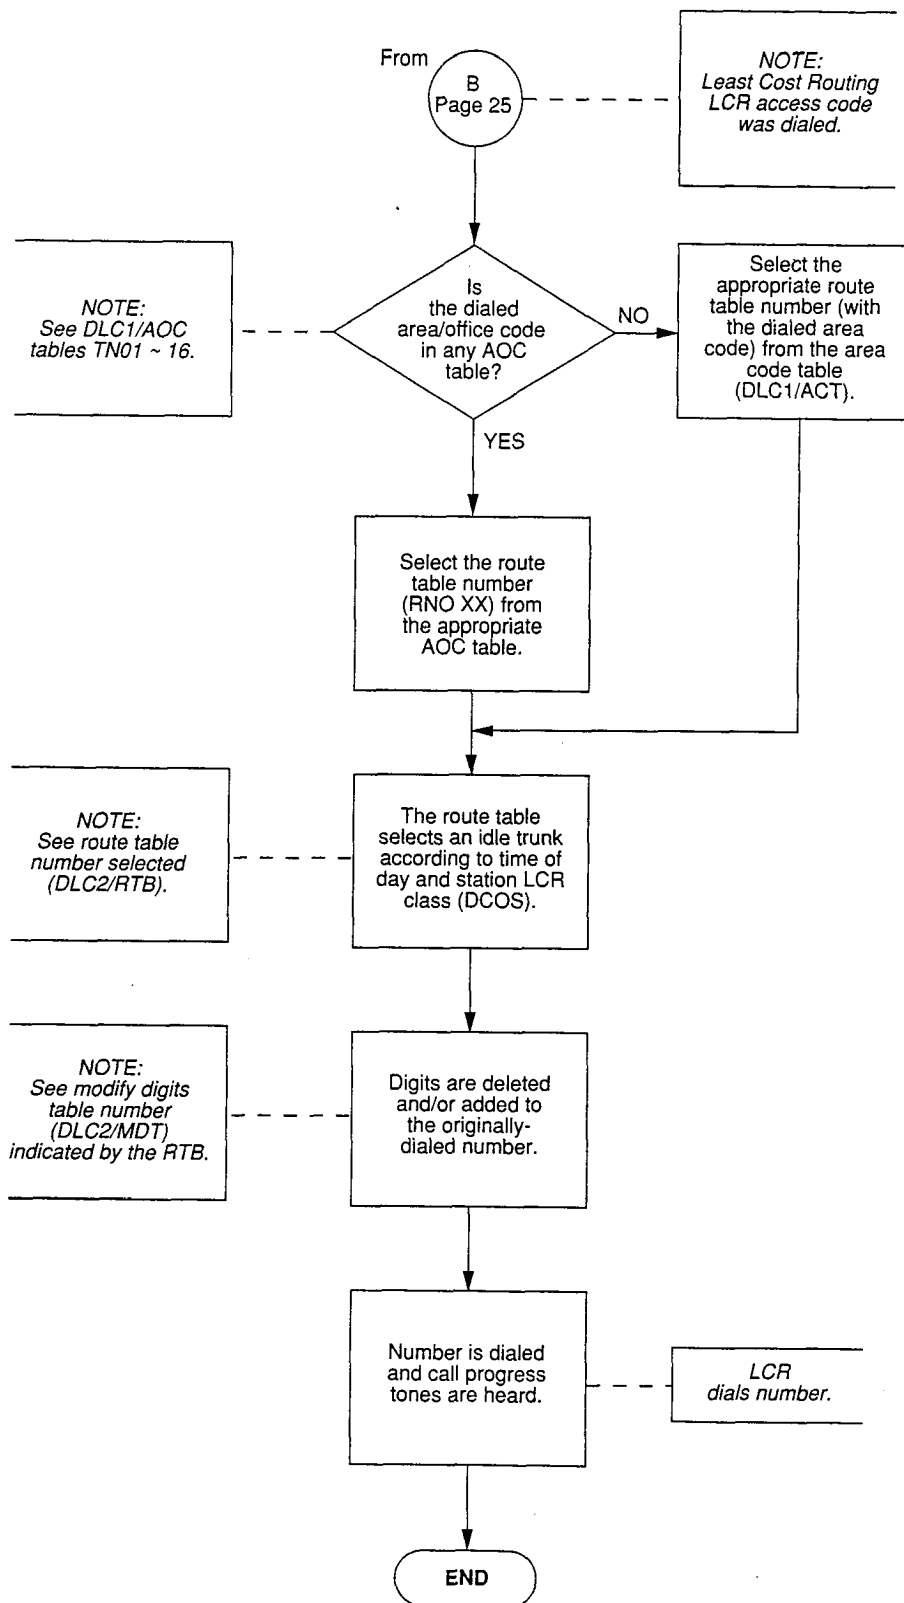 From
B
Page 25
NOTE:
Least Cost Routing
LCR access code
was dialed.
NOTE:
See DLC1/AOC
tables TN01 ~ 16.
Is
the dialed
area/office code
in any AOC
table?
NO
Select the
appropriate route
table number (with
the dialed area
code) from the area
code table
(DLC1/ACT).
YES
Select the route
table number
(RNO XX) from
the appropriate
AOC table.
NOTE:
See route table
number selected
(DLC2/RTB).
The route table
selects an idle trunk
according to time of
day and station LCR
class (DCOS).
NOTE:
See modify digits
table number
(DLC2/MDT)
indicated by the RTB.
Digits are deleted
and/or added to
the originally-
dialed number.
Number is dialed
and call progress
tones are heard.
LCR
dials number.
END